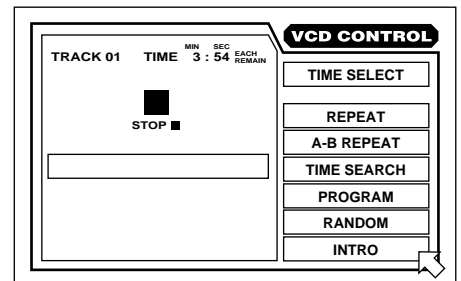 VCD CONTROL
TRACK 01 TIME MIN 3 : SEC 54 EACH REMAIN
STOP
TIME SELECT
REPEAT
A-B REPEAT
TIME SEARCH
PROGRAM
RANDOM
INTRO